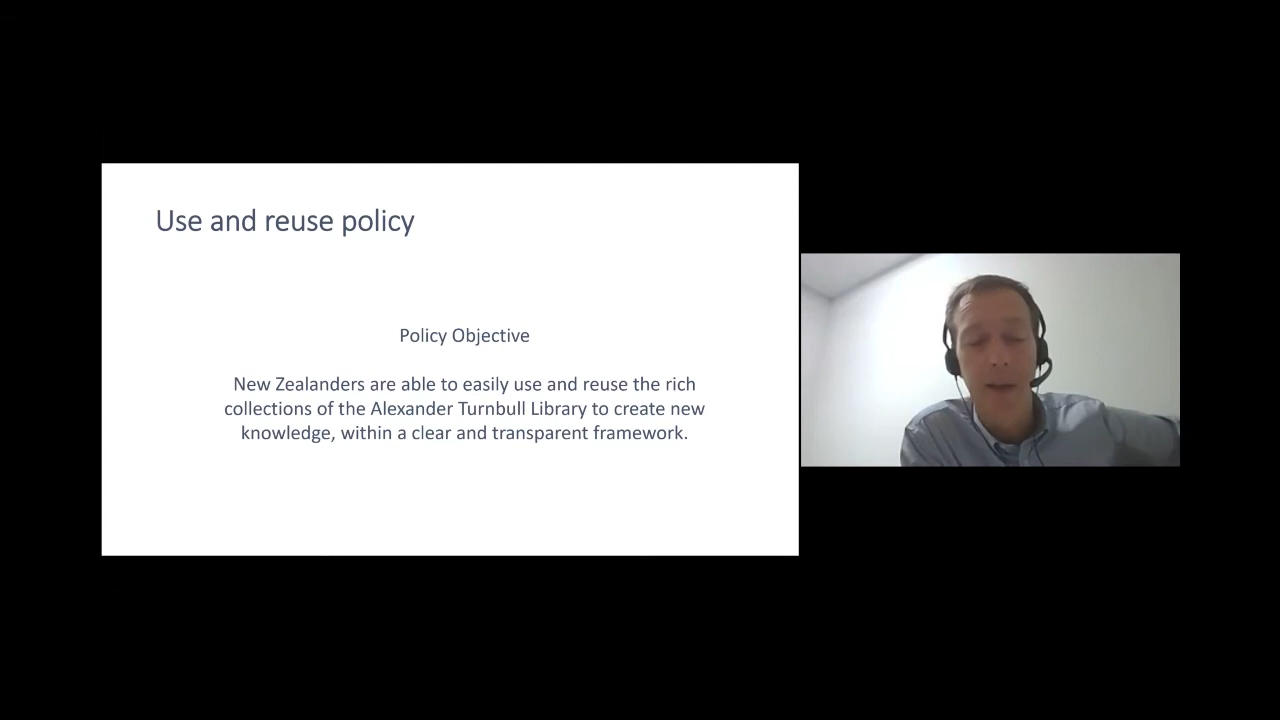 Use and reuse policy
Policy Objective
New Zealanders are able to easily use and reuse the rich
collections of the Alexander Turnbull Library to create new
knowledge, within a clear and transparent framework.